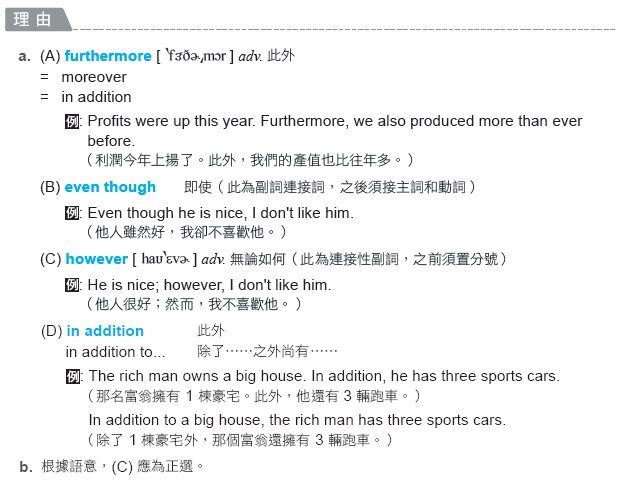 理由
a. (A) furthermore [ ˋfɝðɚˏmɔr ] adv. 此外
= moreover
= in addition
例: Profits were up this year. Furthermore, we also produced more than ever
before.
（利潤今年上揚了。此外，我們的產值也比往年多。）
(B) even though 即使（此為副詞連接詞，之後須接主詞和動詞）
例: Even though he is nice, I don't like him.
（他人雖然好，我卻不喜歡他。）
(C) however [ haʊˋɛvɚ ] adv. 無論如何（此為連接性副詞，之前須置分號）
例: He is nice; however, I don't like him.
（他人很好；然而，我不喜歡他。）
(D) in addition 此外
in addition to... 除了……之外尚有……
例: The rich man owns a big house. In addition, he has three sports cars.
（那名富翁擁有 1 棟豪宅。此外，他還有 3 輛跑車。）
In addition to a big house, the rich man has three sports cars.
（除了 1 棟豪宅外，那個富翁還擁有 3 輛跑車。）
b. 根據語意，(C) 應為正選。